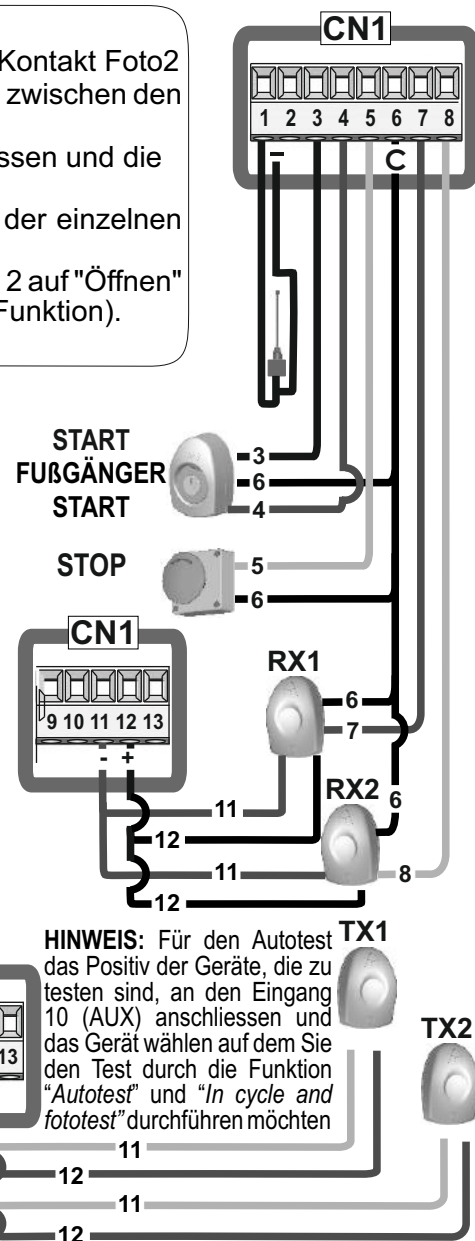 Kontakt Foto2
zwischen den
ssen und die
der einzelnen
2 auf "Öffnen"
Funktion).
CN1
1 2 3 4 5 6 7 8
–
C
START
FUßGÄNGER
START
3
6
4
STOP
5
6
CN1
9 10 11 12 13
- +
RX1
6
7
RX2
6
11
12
11
8
12
HINWEIS: Für den Autotest
das Positiv der Geräte, die zu
testen sind, an den Eingang
10 (AUX) anschliessen und
das Gerät wählen auf dem Sie
den Test durch die Funktion
“Autotest” und “In cycle and
fototest” durchführen möchten
TX1
TX2
13
11
12
11
12